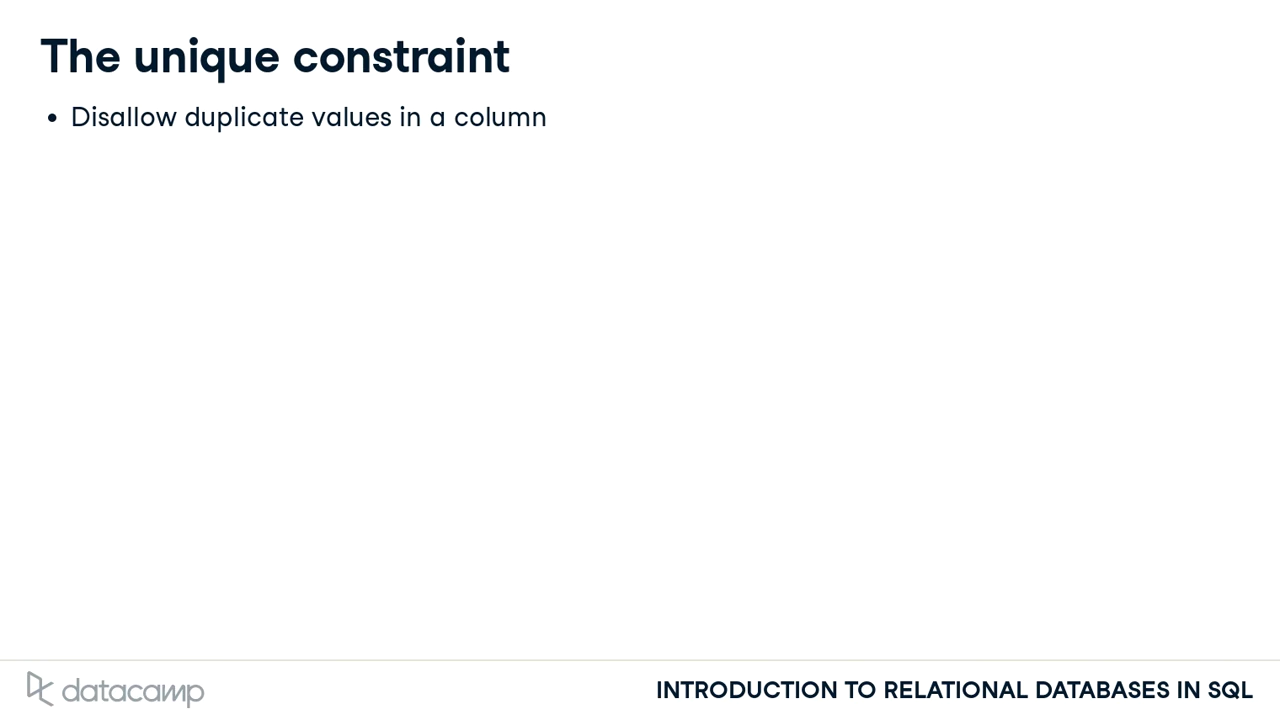 The unique constraint
• Disallow duplicate values in a column
datacamp
INTRODUCTION TO RELATIONAL DATABASES IN SQL